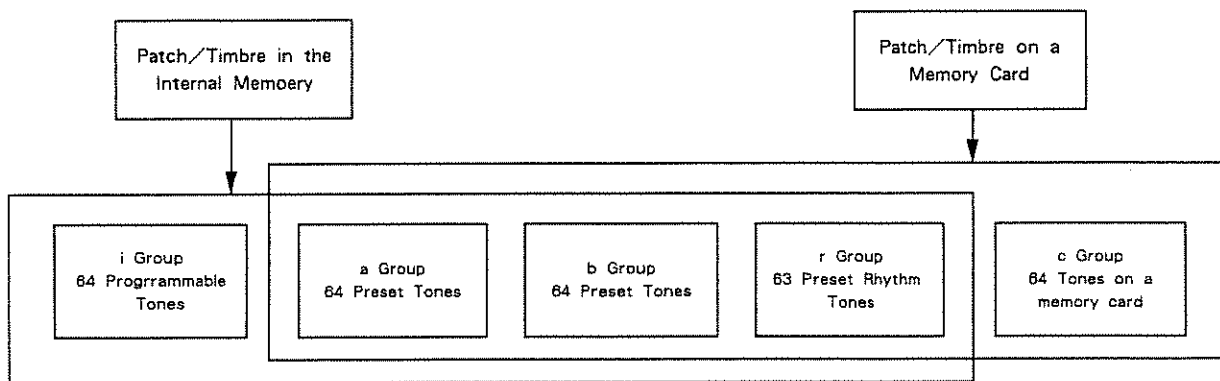 Patch/Timbre in the
Internal Memoery
Patch/Timbre on a
Memory Card
i Group
64 Progrrammable
Tones
a Group
64 Preset Tones
b Group
64 Preset Tones
r Group
63 Preset Rhythm
Tones
c Group
64 Tones on a
memory card